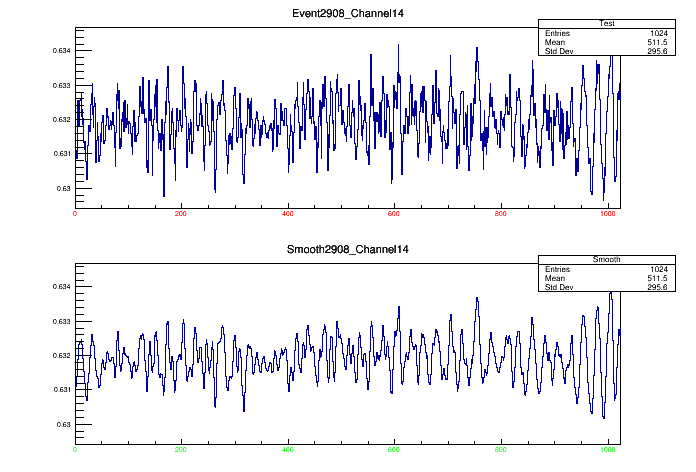 Event2908_Channel14
Test
Entries 1024
Mean 511.5
Std Dev 295.6
0.634
0.633
0.632
0.631
0.63
0 200 400 600 800 1000
Smooth2908_Channel14
Smooth
Entries 1024
Mean 511.5
Std Dev 295.6
0.634
0.633
0.632
0.631
0.63
0 200 400 600 800 1000